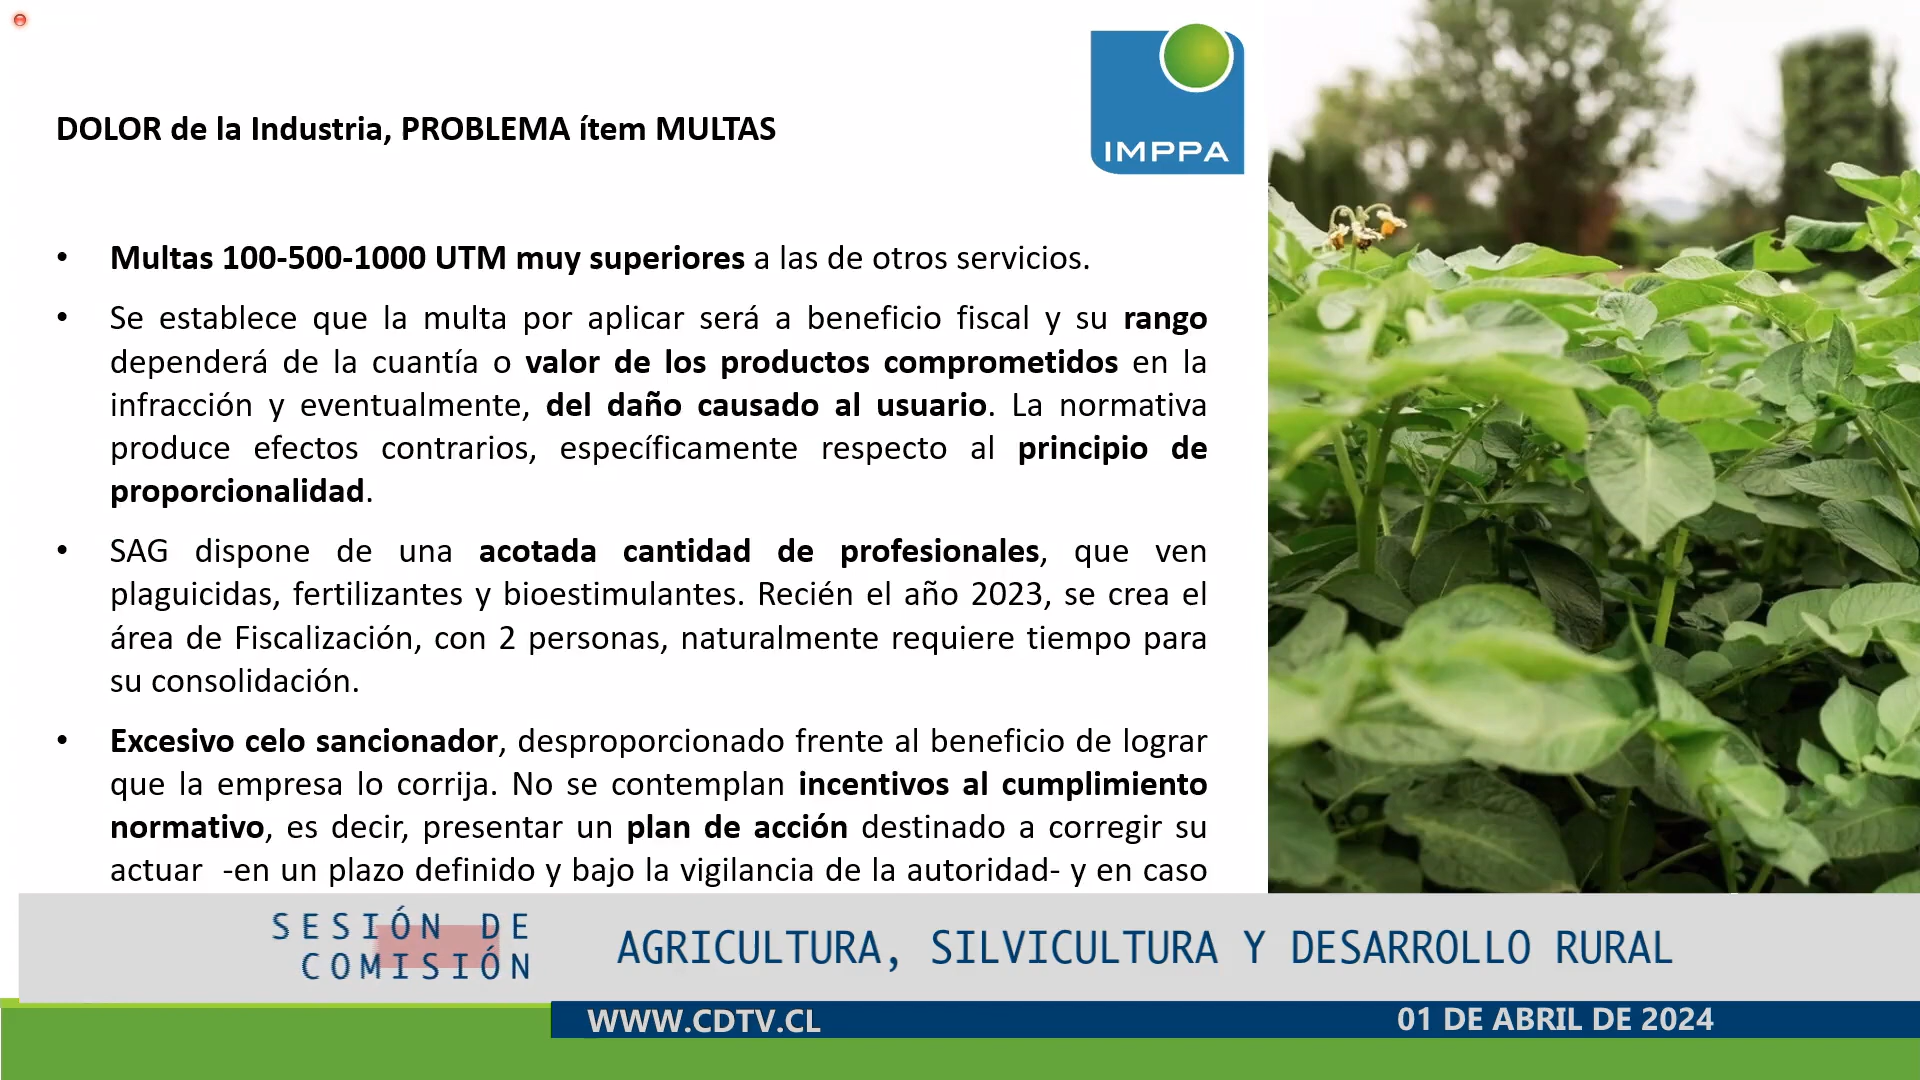 IMPPA
DOLOR de la Industria, PROBLEMA ítem MULTAS
• Multas 100-500-1000 UTM muy superiores a las de otros servicios.
• Se establece que la multa por aplicar será a beneficio fiscal y su rango
dependerá de la cuantía o valor de los productos comprometidos en la
infracción y eventualmente, del daño causado al usuario. La normativa
produce efectos contrarios, específicamente respecto al principio de
proporcionalidad.
• SAG dispone de una acotada cantidad de profesionales, que ven
plaguicidas, fertilizantes y bioestimulantes. Recién el año 2023, se crea el
área de Fiscalización, con 2 personas, naturalmente requiere tiempo para
su consolidación.
• Excesivo celo sancionador, desproporcionado frente al beneficio de lograr
que la empresa lo corrija. No se contemplan incentivos al cumplimiento
normativo, es decir, presentar un plan de acción destinado a corregir su
actuar -en un plazo definido y bajo la vigilancia de la autoridad- y en caso
SESIÓN DE
COMISIÓN
AGRICULTURA, SILVICULTURA Y DESARROLLO RURAL
WWW.CDTV.CL
01 DE ABRIL DE 2024